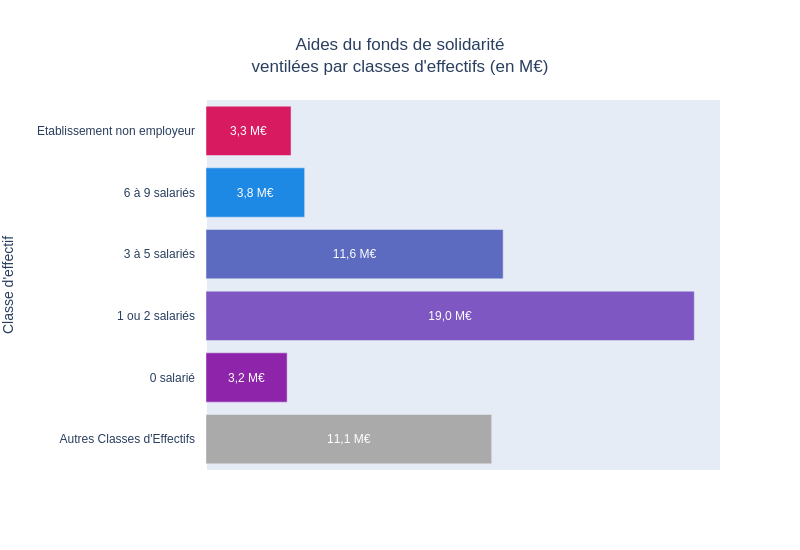 Aides du fonds de solidarité
ventilées par classes d'effectifs (en M€)
Classe d'effectif
Etablissement non employeur
3,3 M€
6 à 9 salariés
3,8 M€
3 à 5 salariés
11,6 M€
1 ou 2 salariés
19,0 M€
0 salarié
3,2 M€
Autres Classes d'Effectifs
11,1 M€